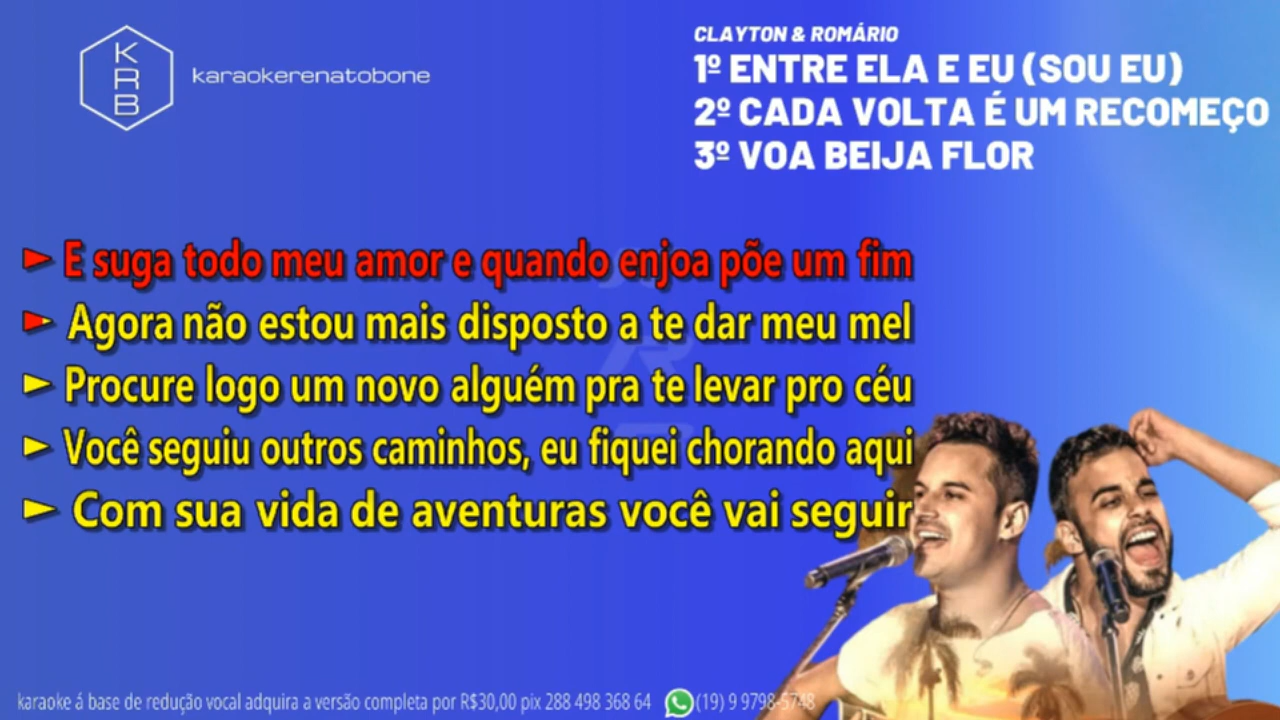 K
R
B
karaokerenatobone
CLAYTON & ROMÁRIO
1º ENTRE ELA E EU (SOU EU)
2º CADA VOLTA É UM RECOMEÇO
3º VOA BEIJA FLOR
E suga todo meu amor e quando enjoa põe um fim
Agora não estou mais disposto a te dar meu mel
Procure logo um novo alguém pra te levar pro céu
Você seguiu outros caminhos, eu fiquei chorando aqui
Com sua vida de aventuras você vai seguir
karaoke á base de redução vocal adquira a versão completa por R$30,00 pix 288 498 368 64 (19) 9 9798-5748